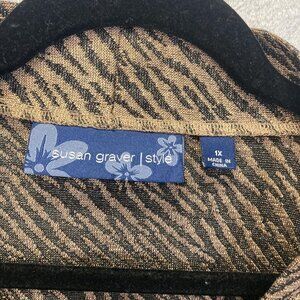 susan graver | style
1X
MADE IN
CHINA